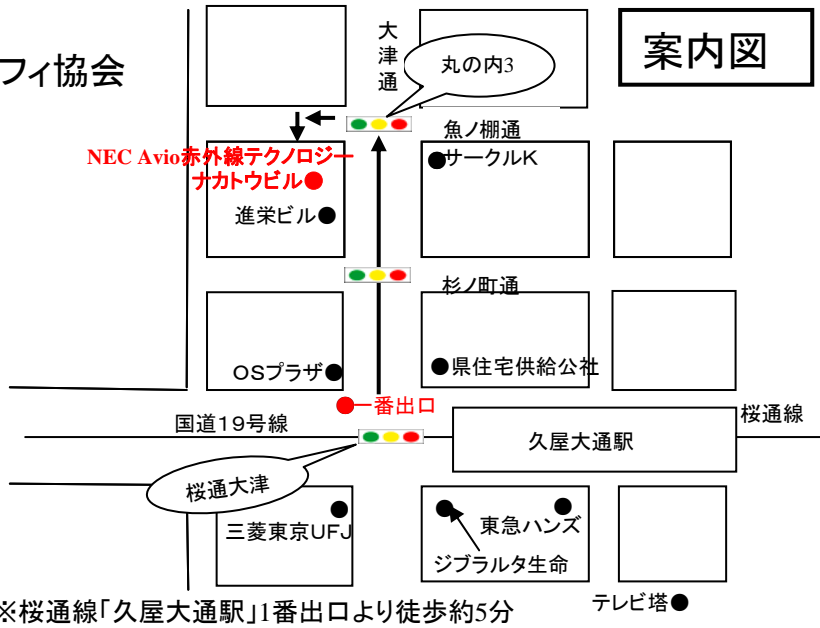 フィ協会
案内図
大津通
丸の内3
魚ノ棚通
サークルK
NEC Avio赤外線テクノロジー
ナカトウビル
進栄ビル
杉ノ町通
OSプラザ
県住宅供給公社
一番出口
国道19号線
桜通線
久屋大通駅
桜通大津
三菱東京UFJ
東急ハンズ
ジブラルタ生命
テレビ塔
※桜通線「久屋大通駅」1番出口より徒歩約5分